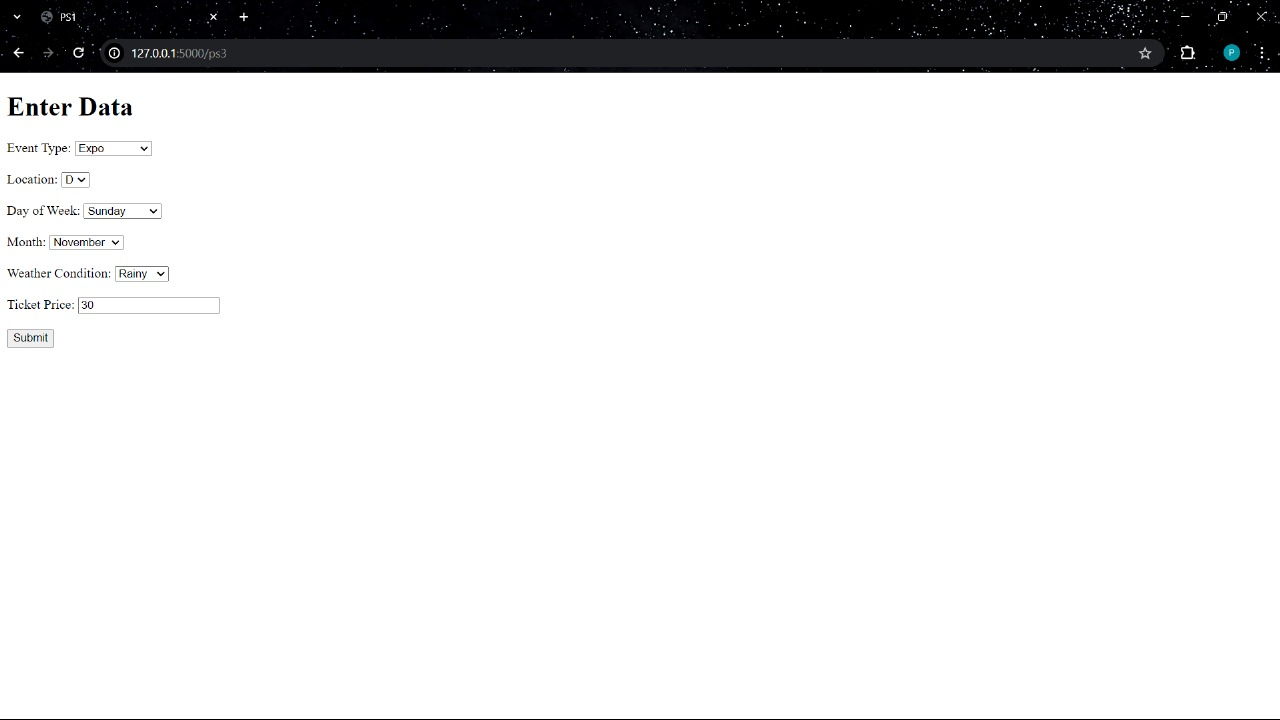 PS1
127.0.0.1:5000/ps3
P
Enter Data
Event Type: Expo
Location: D
Day of Week: Sunday
Month: November
Weather Condition: Rainy
Ticket Price: 30
Submit